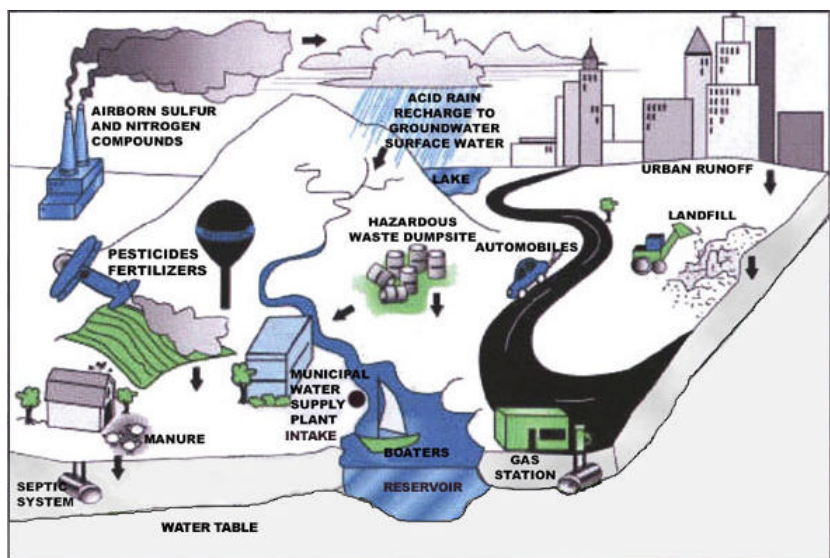 AIRBORN SULFUR
AND NITROGEN
COMPOUNDS
ACID RAIN
RECHARGE TO
GROUNDWATER
SURFACE WATER
LAKE
URBAN RUNOFF
HAZARDOUS
WASTE DUMPSITE
AUTOMOBILES
LANDFILL
PESTICIDES
FERTILIZERS
MUNICIPAL
WATER
SUPPLY
PLANT
INTAKE
MANURE
BOATERS
GAS
STATION
SEPTIC
SYSTEM
RESERVOIR
WATER TABLE